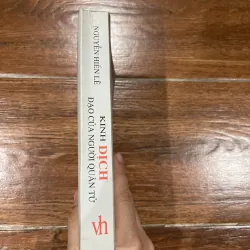 NGUYỄN HIẾN LÊ
KINH DỊCH
ĐẠO CỦA NGƯỜI QUÂN TỬ
vh